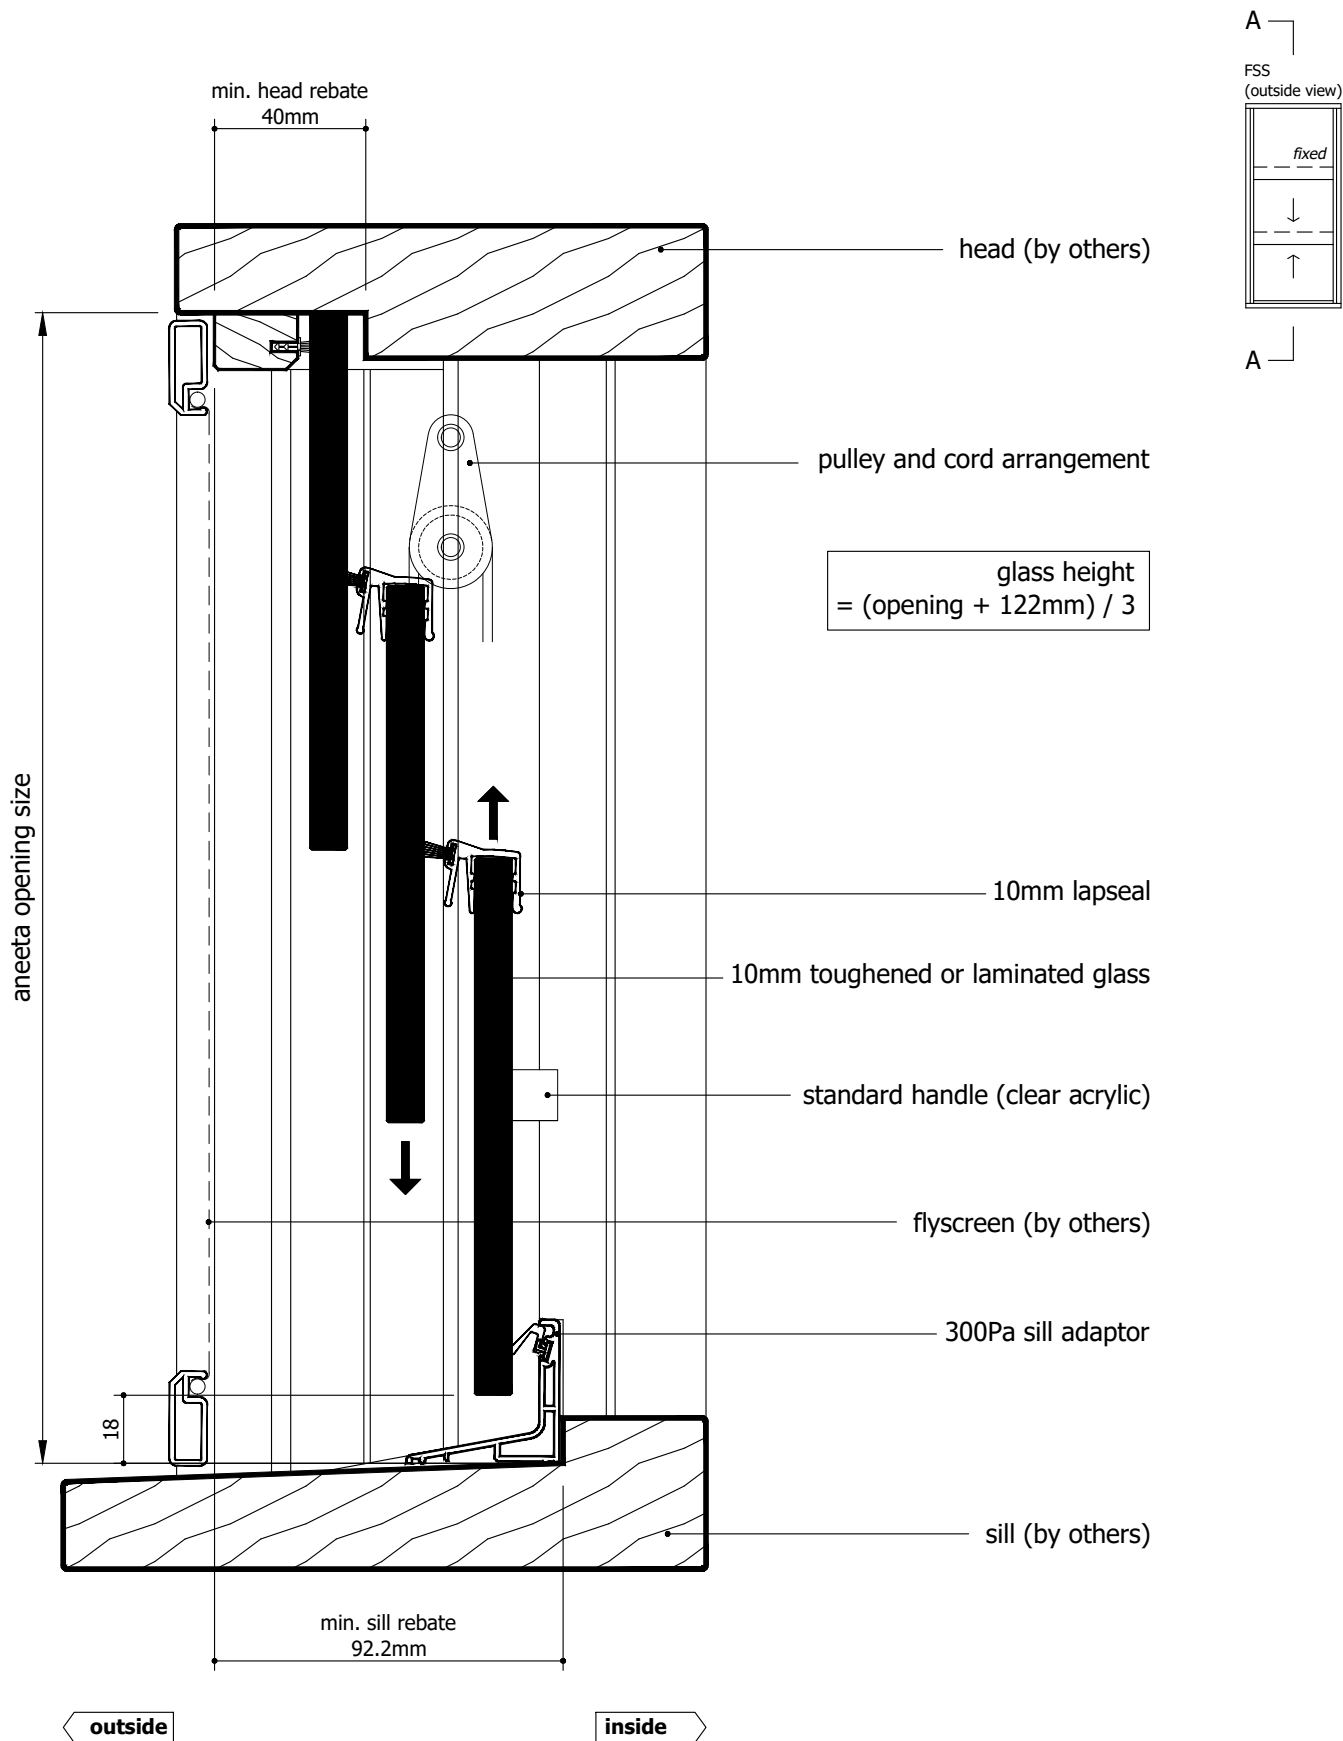 A
FSS
(outside view)
fixed
A
min. head rebate
40mm
head (by others)
pulley and cord arrangement
glass height
= (opening + 122mm) / 3
aneeta opening size
10mm lapseal
10mm toughened or laminated glass
standard handle (clear acrylic)
flyscreen (by others)
300Pa sill adaptor
18
sill (by others)
min. sill rebate
92.2mm
outside
inside